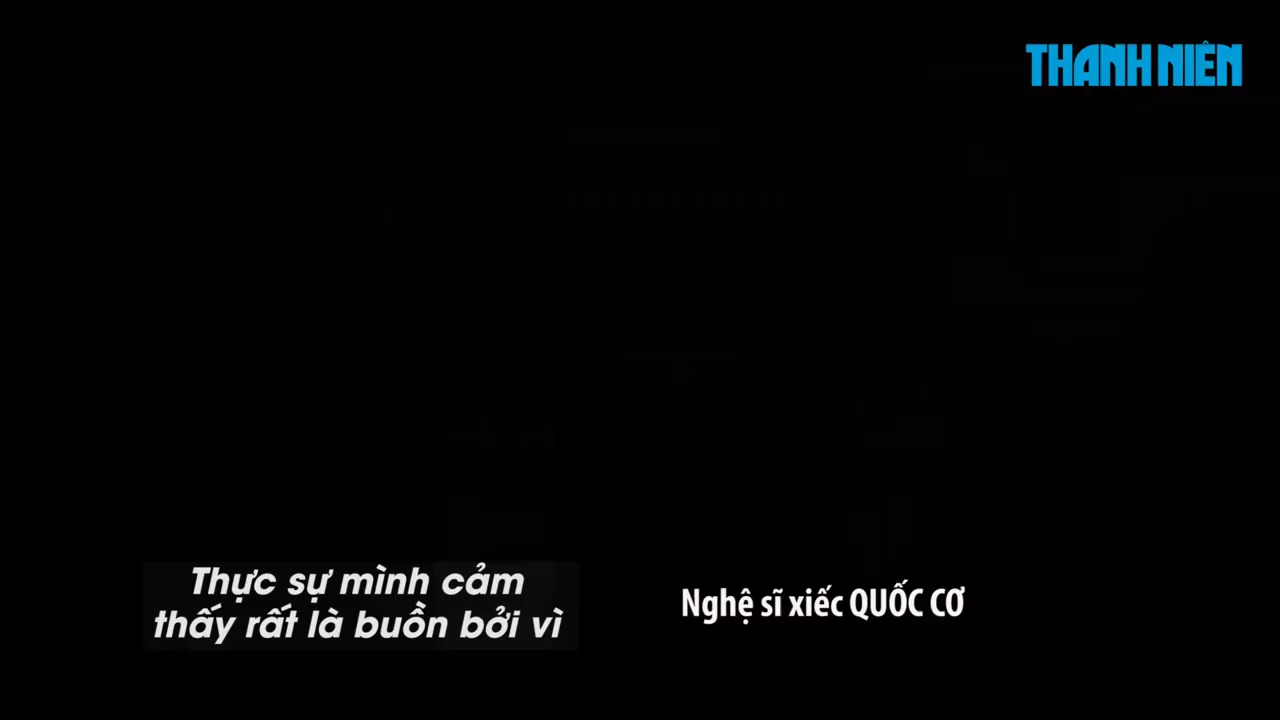 THANH NIÊN
Thực sự mình cảm
thấy rất là buồn bởi vì
Nghệ sĩ xiếc QUỐC CƠ